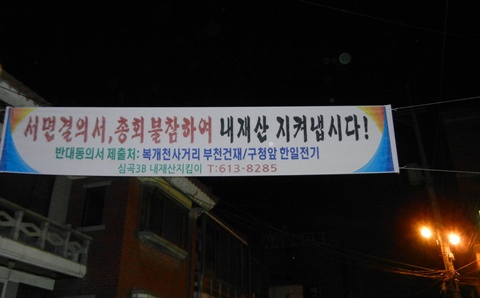 서면결의서,총회불참하여 내재산 지켜냅시다!
반대동의서 제출처: 복개천사거리 부천건재/구청앞 한일전기
심곡3B 내재산지킴이 T:613-8285